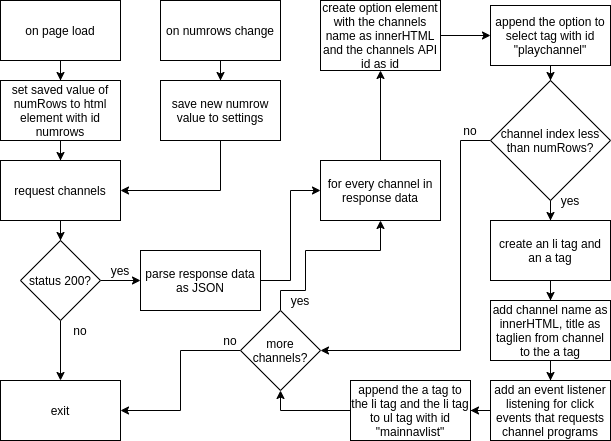 on page load
on numrows change
create option element
with the channels
name as innerHTML
and the channels API
id as id
append the option to
select tag with id
"playchannel"
set saved value of
numRows to html
element with id
numrows
save new numrow
value to settings
no
channel index less
than numRows?
request channels
for every channel in
response data
yes
status 200?
yes
parse response data
as JSON
create an li tag and
an a tag
yes
no
no
more
channels?
add channel name as
innerHTML, title as
taglien from channel
to the a tag
exit
append the a tag to
the li tag and the li tag
to ul tag with id
"mainnavlist"
add an event listener
listening for click
events that requests
channel programs